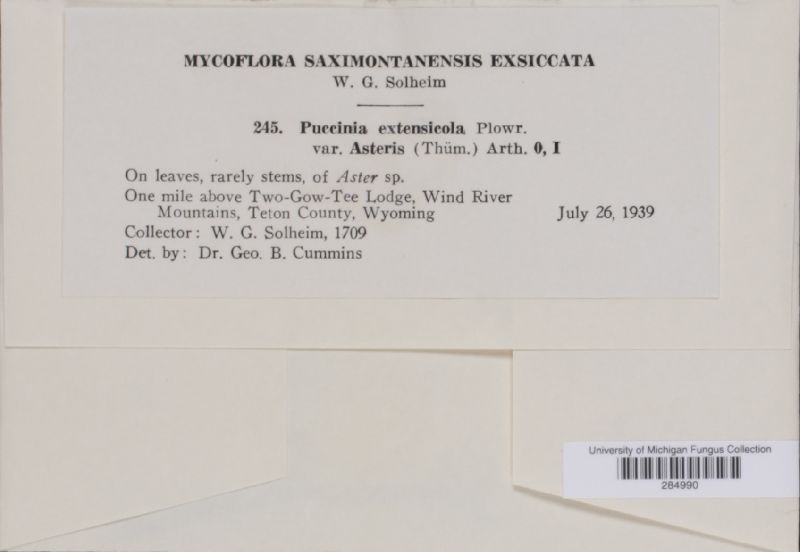 MYCOFLORA SAXIMONTANENSIS EXSICCATA
W. G. Solheim
245. Puccinia extensicola Plowr.
var. Asteris (Thüm.) Arth. 0, I
On leaves, rarely stems, of Aster sp.
One mile above Two-Gow-Tee Lodge, Wind River
Mountains, Teton County, Wyoming July 26, 1939
Collector: W. G. Solheim, 1709
Det. by: Dr. Geo. B. Cummins
University of Michigan Fungus Collection
284990